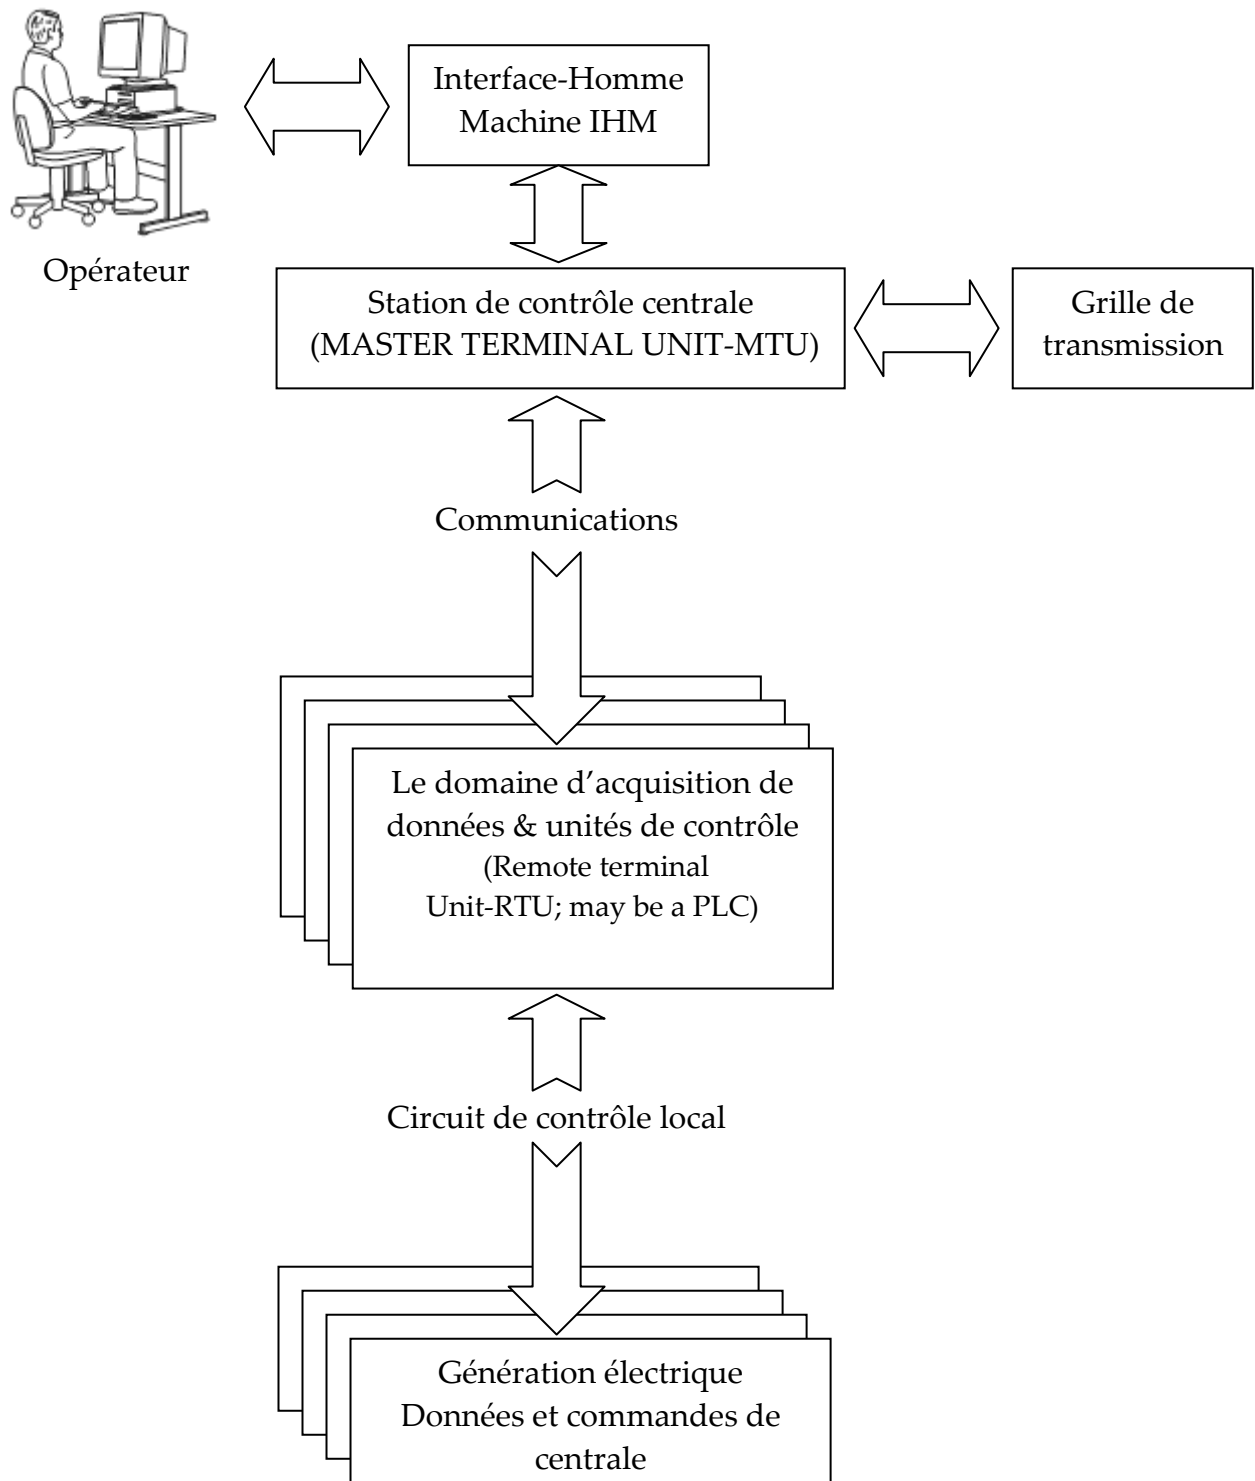 Interface-Homme
Machine IHM
Opérateur
Station de contrôle centrale
(MASTER TERMINAL UNIT-MTU)
Grille de
transmission
Communications
Le domaine d’acquisition de
données & unités de contrôle
(Remote terminal
Unit-RTU; may be a PLC)
Circuit de contrôle local
Génération électrique
Données et commandes de
centrale